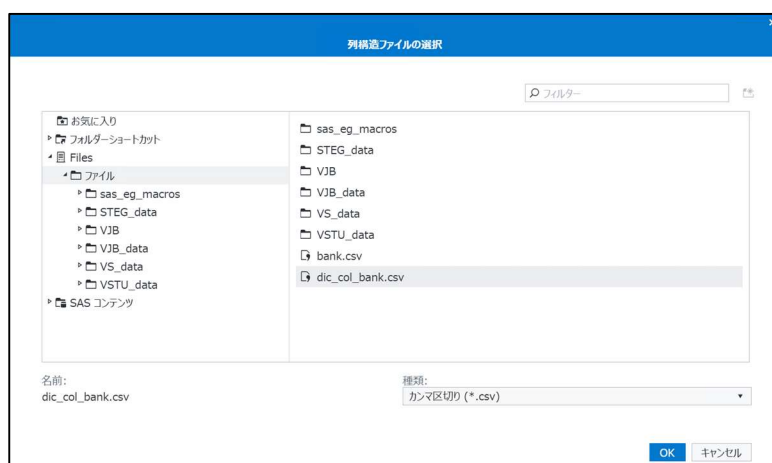 列構造ファイルの選択
フィルター
お気に入り
フォルダーショートカット
Files
ファイル
sas_eg_macros
STEG_data
VJB
VJB_data
VS_data
VSTU_data
SAS コンテンツ
sas_eg_macros
STEG_data
VJB
VJB_data
VS_data
VSTU_data
bank.csv
dic_col_bank.csv
名前:
dic_col_bank.csv
種類:
カンマ区切り (*.csv)
OK キャンセル